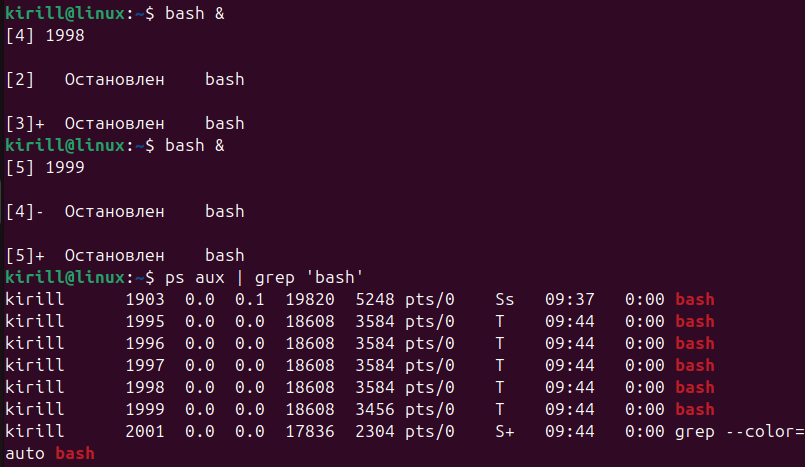 kirill@linux:~$ bash &
[4] 1998
[2]   Остановлен    bash
[3]+  Остановлен    bash
kirill@linux:~$ bash &
[5] 1999
[4]-  Остановлен    bash
[5]+  Остановлен    bash
kirill@linux:~$ ps aux | grep 'bash'
kirill      1903  0.0  0.1  19820  5248 pts/0    Ss   09:37   0:00 bash
kirill      1995  0.0  0.0  18608  3584 pts/0    T    09:44   0:00 bash
kirill      1996  0.0  0.0  18608  3584 pts/0    T    09:44   0:00 bash
kirill      1997  0.0  0.0  18608  3584 pts/0    T    09:44   0:00 bash
kirill      1998  0.0  0.0  18608  3584 pts/0    T    09:44   0:00 bash
kirill      1999  0.0  0.0  18608  3456 pts/0    T    09:44   0:00 bash
kirill      2001  0.0  0.0  17836  2304 pts/0    S+   09:44   0:00 grep --color=
auto bash